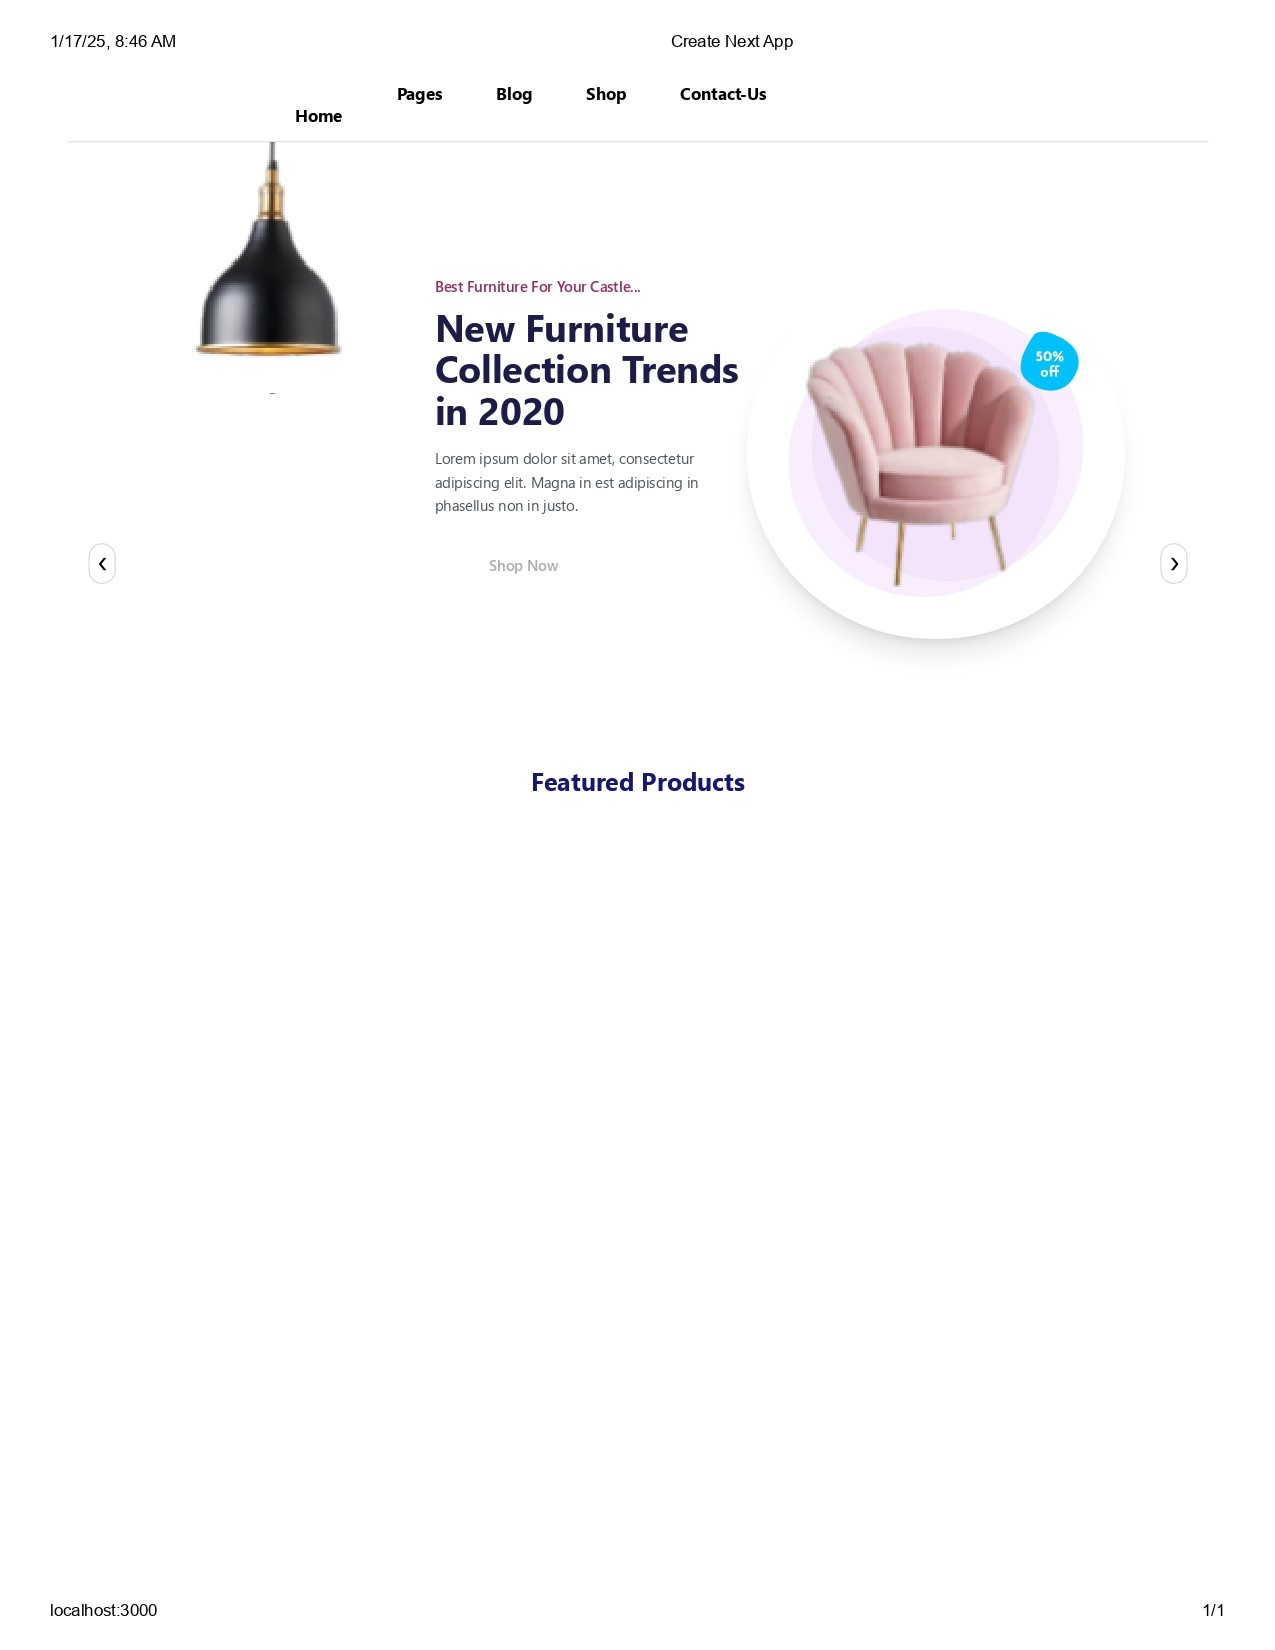 1/17/25, 8:46 AM Create Next App
Home Pages Blog Shop Contact-Us
Best Furniture For Your Castle...
New Furniture
Collection Trends
in 2020
50%
off
Lorem ipsum dolor sit amet, consectetur
adipiscing elit. Magna in est adipiscing in
phasellus non in justo.
Shop Now
❮ ❯
Featured Products
localhost:3000 1/1